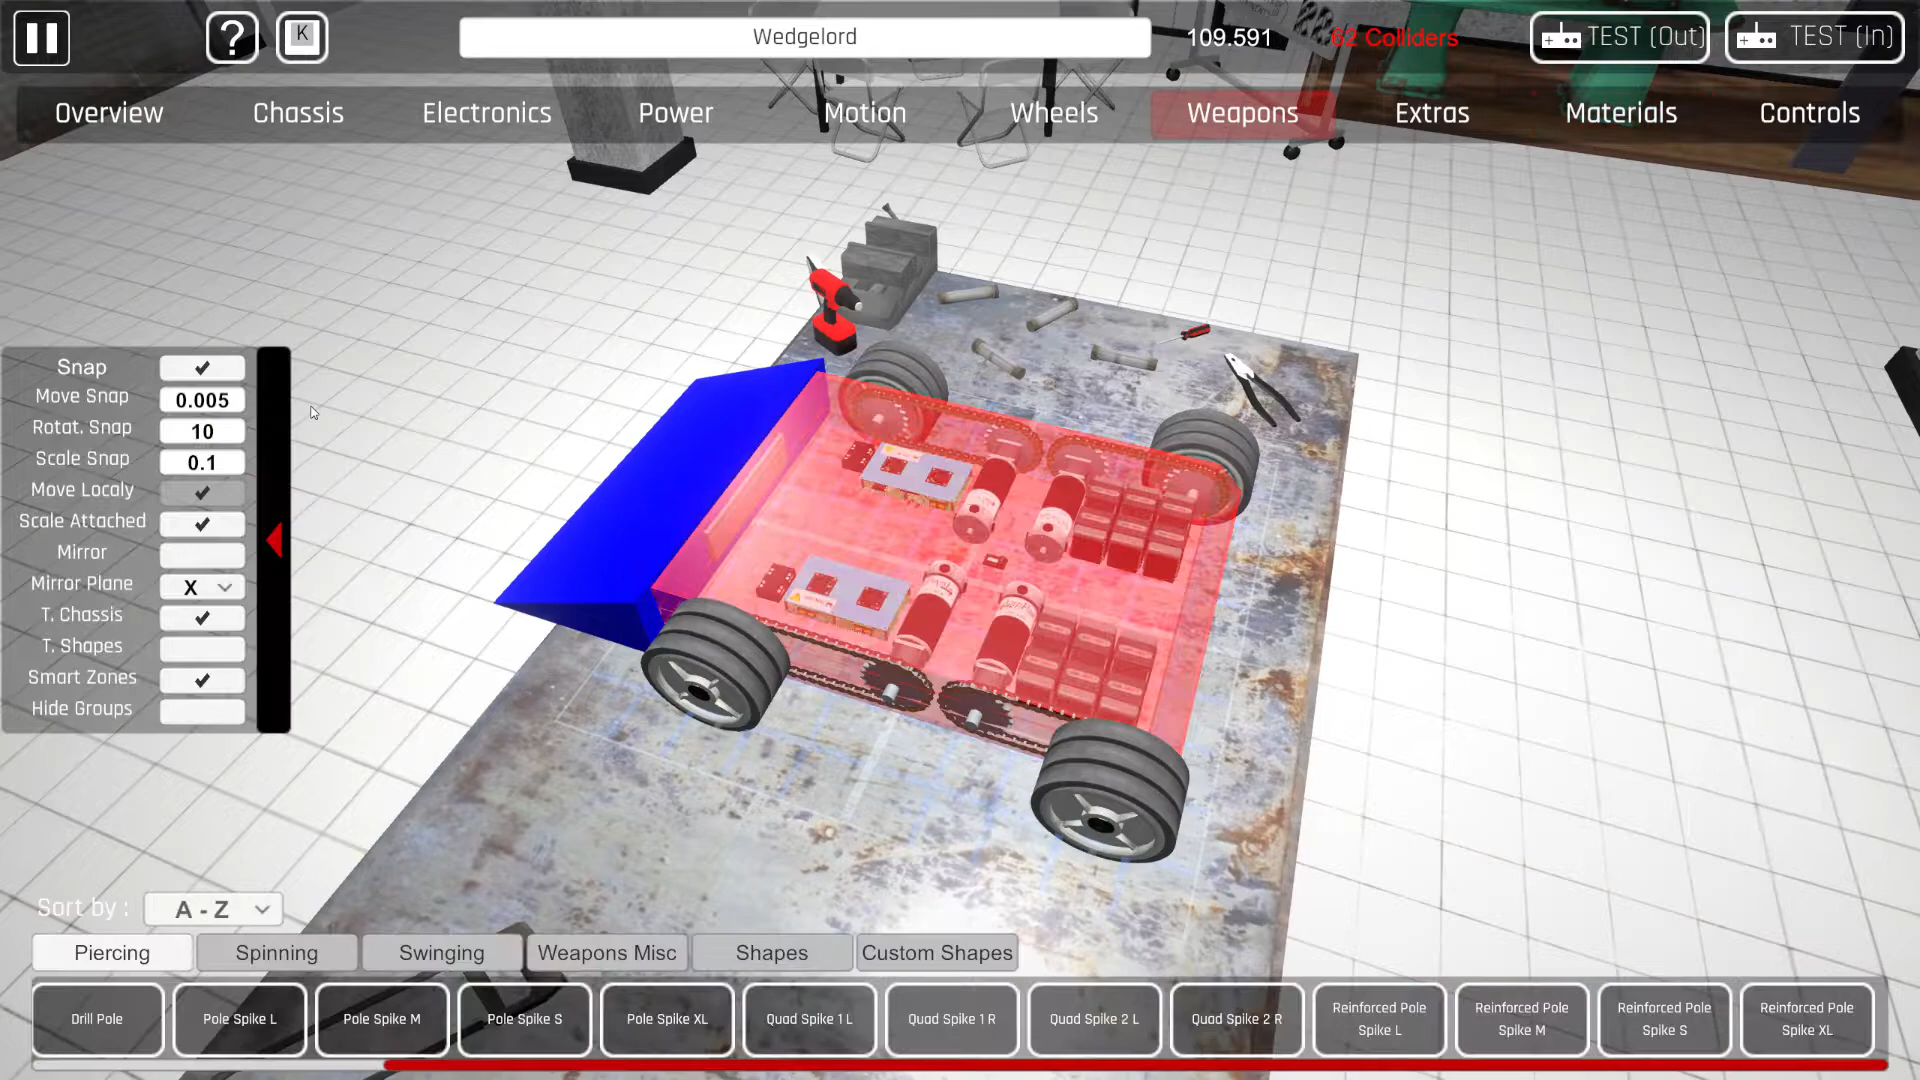 ?
K
Wedgelord
109.591
62 Colliders
TEST (Out)
TEST (In)
Overview
Chassis
Electronics
Power
Motion
Wheels
Weapons
Extras
Materials
Controls
Snap
Move Snap
0.005
Rotat. Snap
10
Scale Snap
0.1
Move Localy
Scale Attached
Mirror
Mirror Plane
X
T. Chassis
T. Shapes
Smart Zones
Hide Groups
Sort by :
A - Z
Piercing
Spinning
Swinging
Weapons Misc
Shapes
Custom Shapes
Drill Pole
Pole Spike L
Pole Spike M
Pole Spike S
Pole Spike XL
Quad Spike 1 L
Quad Spike 1 R
Quad Spike 2 L
Quad Spike 2 R
Reinforced Pole
Spike L
Reinforced Pole
Spike M
Reinforced Pole
Spike S
Reinforced Pole
Spike XL